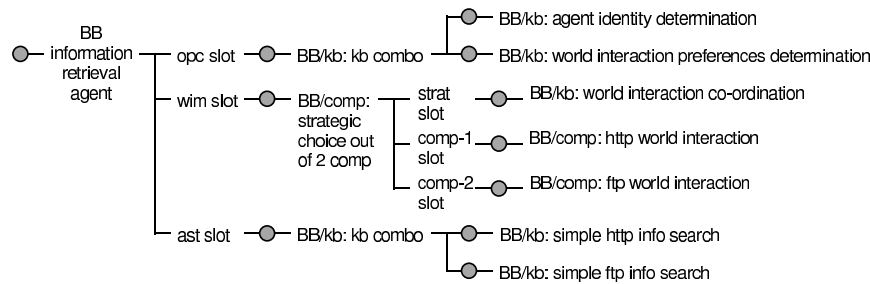 BB
information
retrieval
agent
opc slot
BB/kb: kb combo
BB/kb: agent identity determination
BB/kb: world interaction preferences determination
wim slot
BB/comp:
strategic
choice out
of 2 comp
strat
slot
BB/kb: world interaction co-ordination
comp-1
slot
BB/comp: http world interaction
comp-2
slot
BB/comp: ftp world interaction
ast slot
BB/kb: kb combo
BB/kb: simple http info search
BB/kb: simple ftp info search